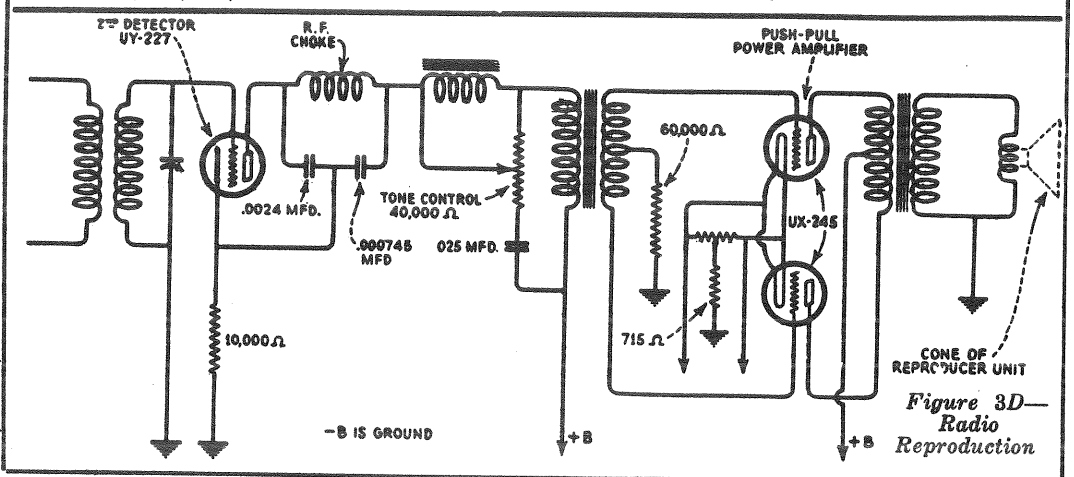 2ND DETECTOR
UY-227
R.F.
CHOKE
PUSH-PULL
POWER AMPLIFIER
60,000 Ω
.0024 MFD.
TONE CONTROL
40,000 Ω
.000745
MFD
025 MFD.
UX-245
10,000 Ω
715 Ω
CONE OF
REPRODUCER UNIT
-B IS GROUND
+B
+B
Figure 3D—
Radio
Reproduction